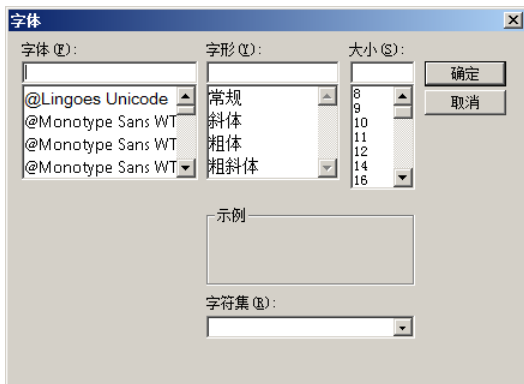 字体
字体(F):
字形(Y):
大小(S):
@Lingoes Unicode
@Monotype Sans WT
@Monotype Sans WT
@Monotype Sans WT
常规
斜体
粗体
粗斜体
8
9
10
11
12
14
16
确定
取消
示例
字符集(R):